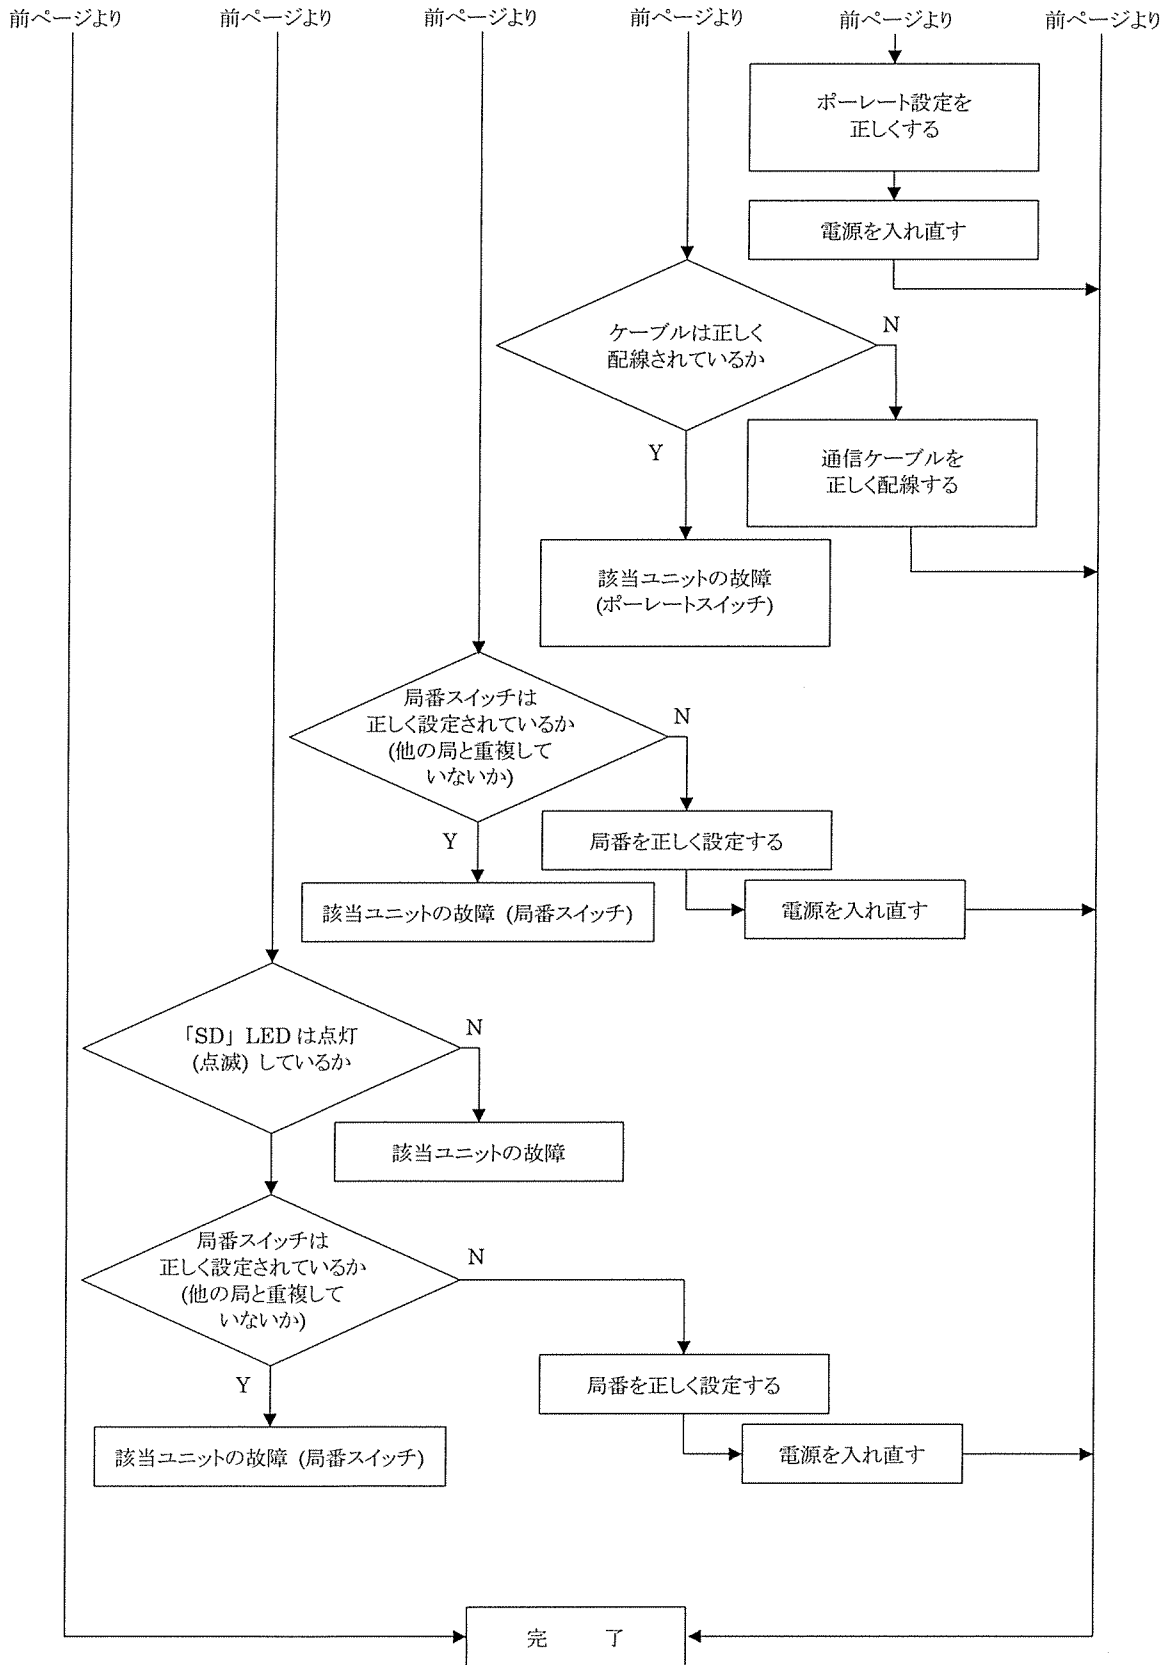 前ページより
前ページより
前ページより
前ページより
前ページより
前ページより
ボーレート設定を
正しくする
電源を入れ直す
ケーブルは正しく
配線されているか
N
Y
通信ケーブルを
正しく配線する
該当ユニットの故障
(ボーレートスイッチ)
局番スイッチは
正しく設定されているか
(他の局と重複して
いないか)
N
Y
局番を正しく設定する
該当ユニットの故障 (局番スイッチ)
電源を入れ直す
「SD」LED は点灯
(点滅) しているか
N
該当ユニットの故障
局番スイッチは
正しく設定されているか
(他の局と重複して
いないか)
N
Y
局番を正しく設定する
該当ユニットの故障 (局番スイッチ)
電源を入れ直す
完 了